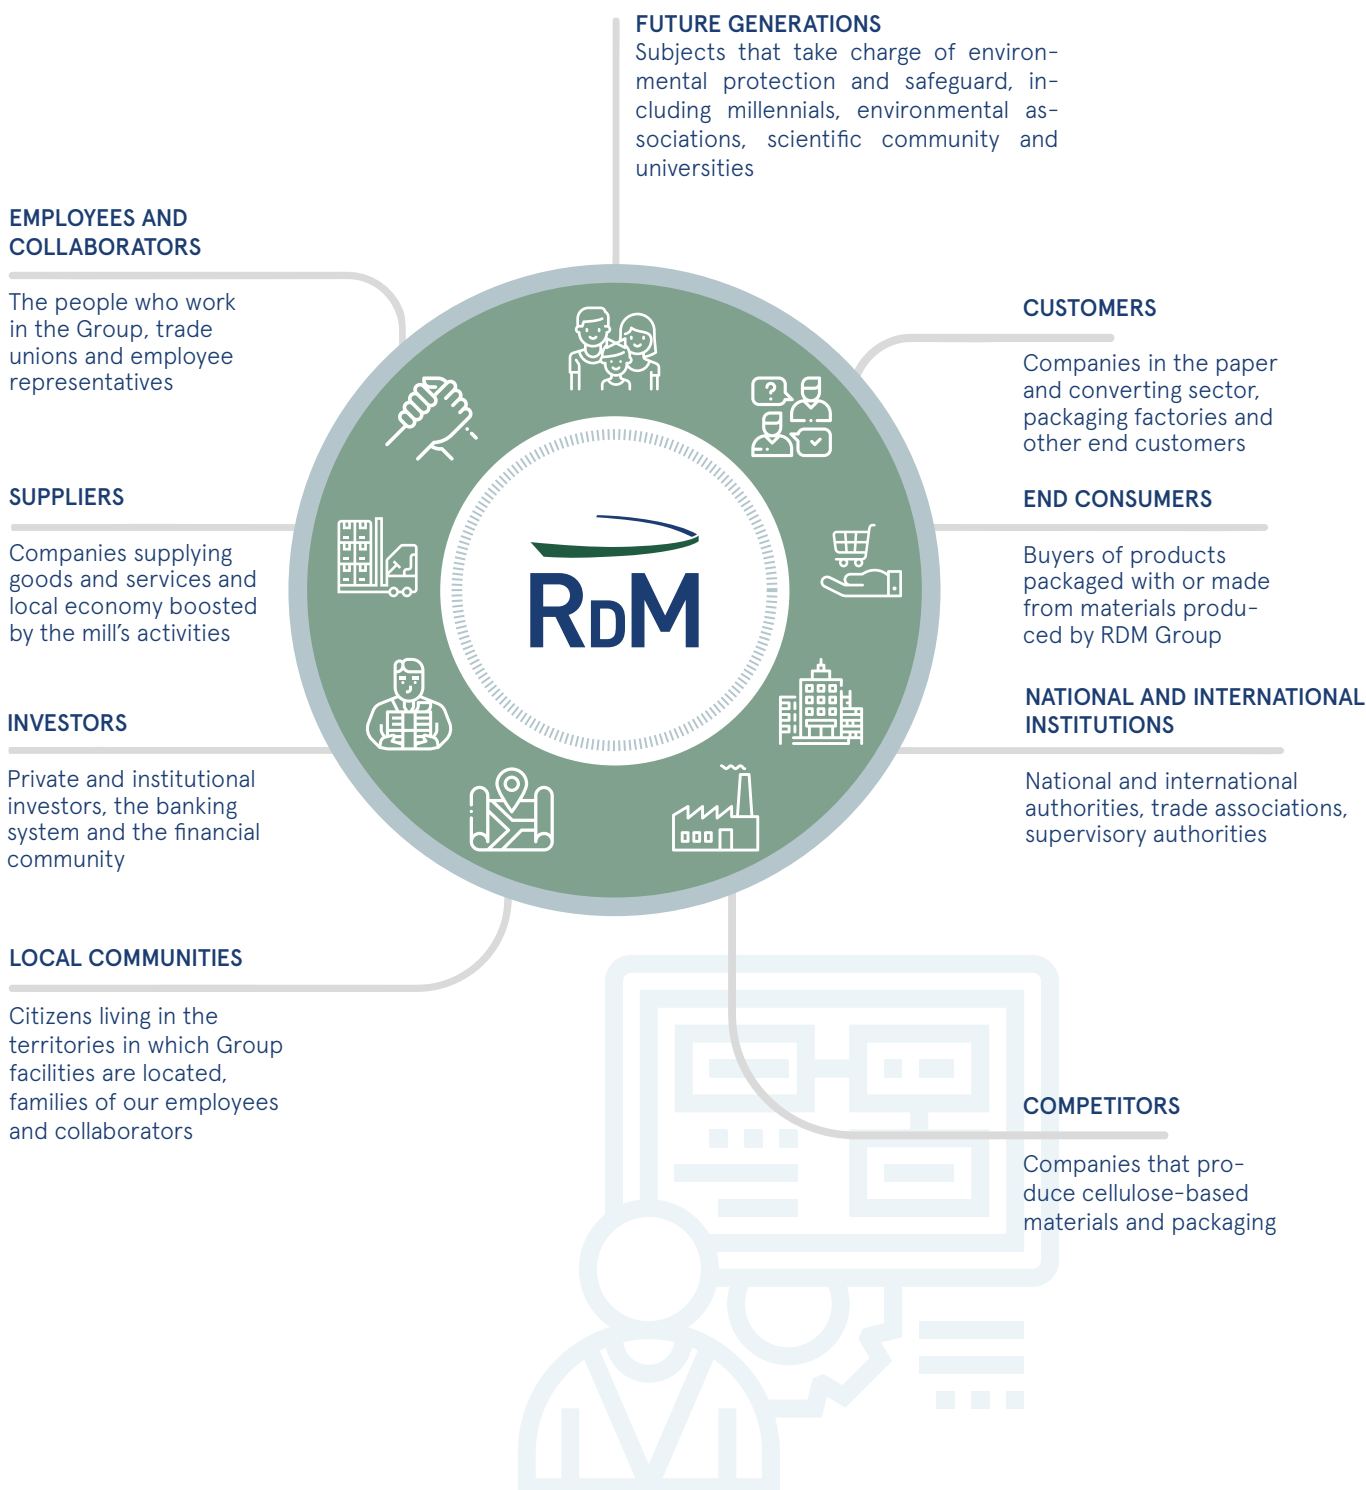 FUTURE GENERATIONS
Subjects that take charge of environ-
mental protection and safeguard, in-
cluding millennials, environmental as-
sociations, scientific community and
universities
EMPLOYEES AND
COLLABORATORS
The people who work
in the Group, trade
unions and employee
representatives
CUSTOMERS
Companies in the paper
and converting sector,
packaging factories and
other end customers
SUPPLIERS
Companies supplying
goods and services and
local economy boosted
by the mill's activities
END CONSUMERS
Buyers of products
packaged with or made
from materials produ-
ced by RDM Group
RDM
INVESTORS
Private and institutional
investors, the banking
system and the financial
community
NATIONAL AND INTERNATIONAL
INSTITUTIONS
National and international
authorities, trade associations,
supervisory authorities
LOCAL COMMUNITIES
Citizens living in the
territories in which Group
facilities are located,
families of our employees
and collaborators
COMPETITORS
Companies that pro-
duce cellulose-based
materials and packaging